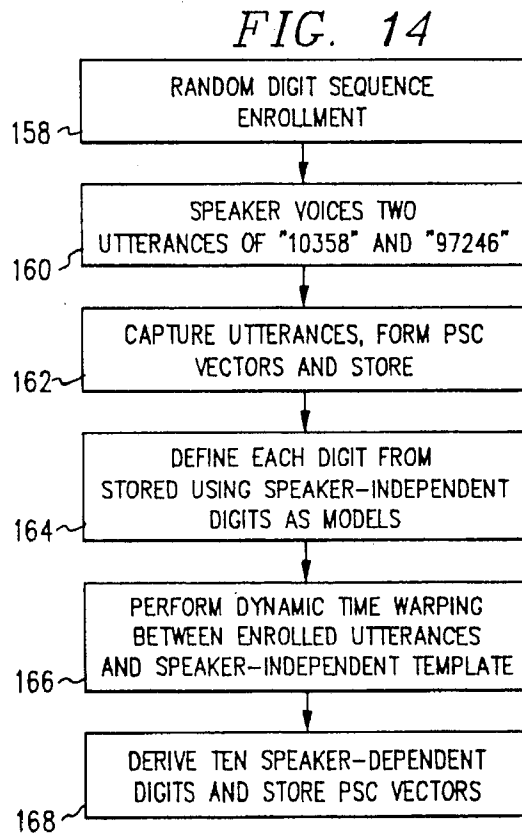 FIG. 14
RANDOM DIGIT SEQUENCE
ENROLLMENT
158
SPEAKER VOICES TWO
UTTERANCES OF "10358" AND "97246"
160
CAPTURE UTTERANCES, FORM PSC
VECTORS AND STORE
162
DEFINE EACH DIGIT FROM
STORED USING SPEAKER-INDEPENDENT
DIGITS AS MODELS
164
PERFORM DYNAMIC TIME WARPING
BETWEEN ENROLLED UTTERANCES
AND SPEAKER-INDEPENDENT TEMPLATE
166
DERIVE TEN SPEAKER-DEPENDENT
DIGITS AND STORE PSC VECTORS
168